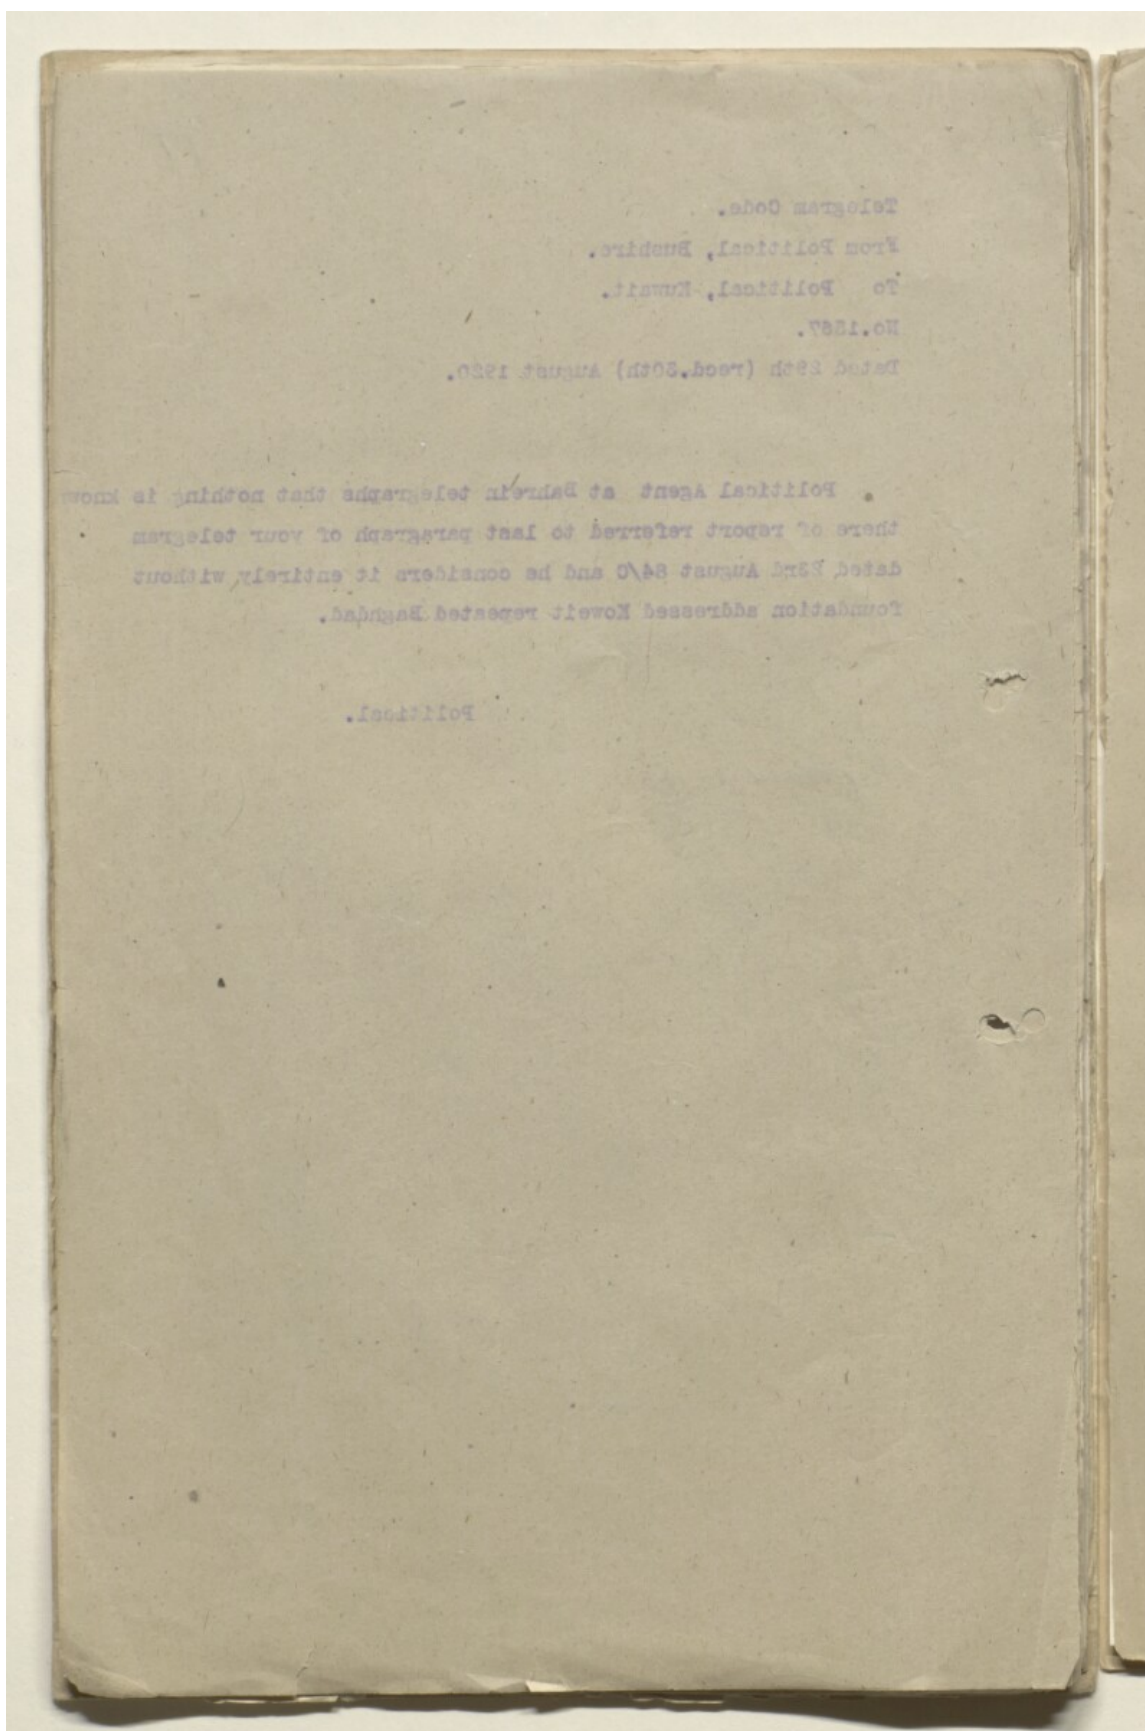 Telegram Code.
From Political, Bushire.
To Political, Kuwait.
No.1567.
Dated 29th (recd.30th) August 1920.
Political Agent at Bahrein telegraphs that nothing is know
there of report referred to last paragraph of your telegram
dated 23rd August 84/C and he considers it entirely without
foundation addressed Koweit repeated Baghdad.
Political.